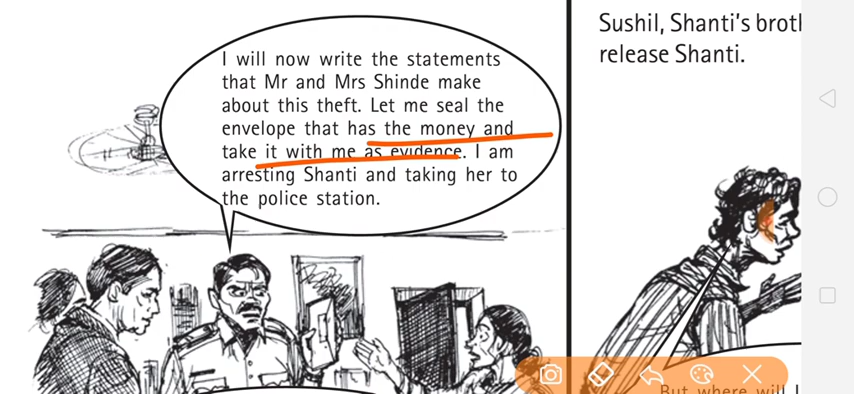 I will now write the statements
that Mr and Mrs Shinde make
about this theft. Let me seal the
envelope that has the money and
take it with me as evidence. I am
arresting Shanti and taking her to
the police station.
Sushil, Shanti's brot
release Shanti.
But where will I